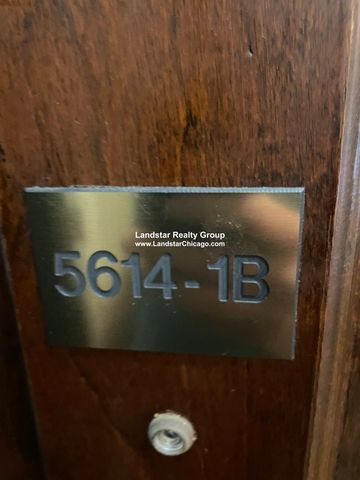 Landstar Realty Group
www.LandstarChicago.com
5614-1B